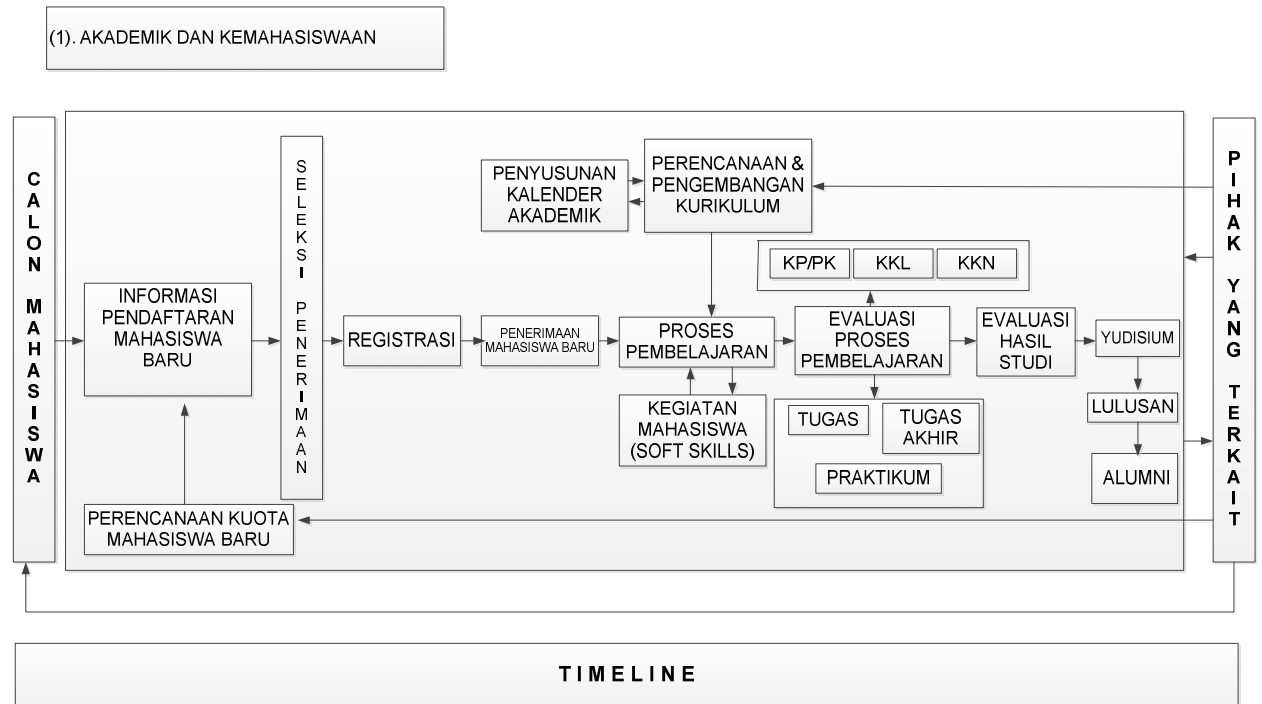 (1). AKADEMIK DAN KEMAHASISWAAN
CALON MAHASISWA
INFORMASI
PENDAFTARAN
MAHASISWA
BARU
PERENCANAAN KUOTA
MAHASISWA BARU
SELEKSI PENERIMAAN
REGISTRASI
PENERIMAAN
MAHASISWA BARU
PENYUSUNAN
KALENDER
AKADEMIK
PERENCANAAN &
PENGEMBANGAN
KURIKULUM
PROSES
PEMBELAJARAN
KEGIATAN
MAHASISWA
(SOFT SKILLS)
KP/PK
KKL
KKN
EVALUASI
PROSES
PEMBELAJARAN
TUGAS
TUGAS
AKHIR
PRAKTIKUM
EVALUASI
HASIL
STUDI
YUDISIUM
LULUSAN
ALUMNI
PIHAK YANG TERKAIT
TIMELINE